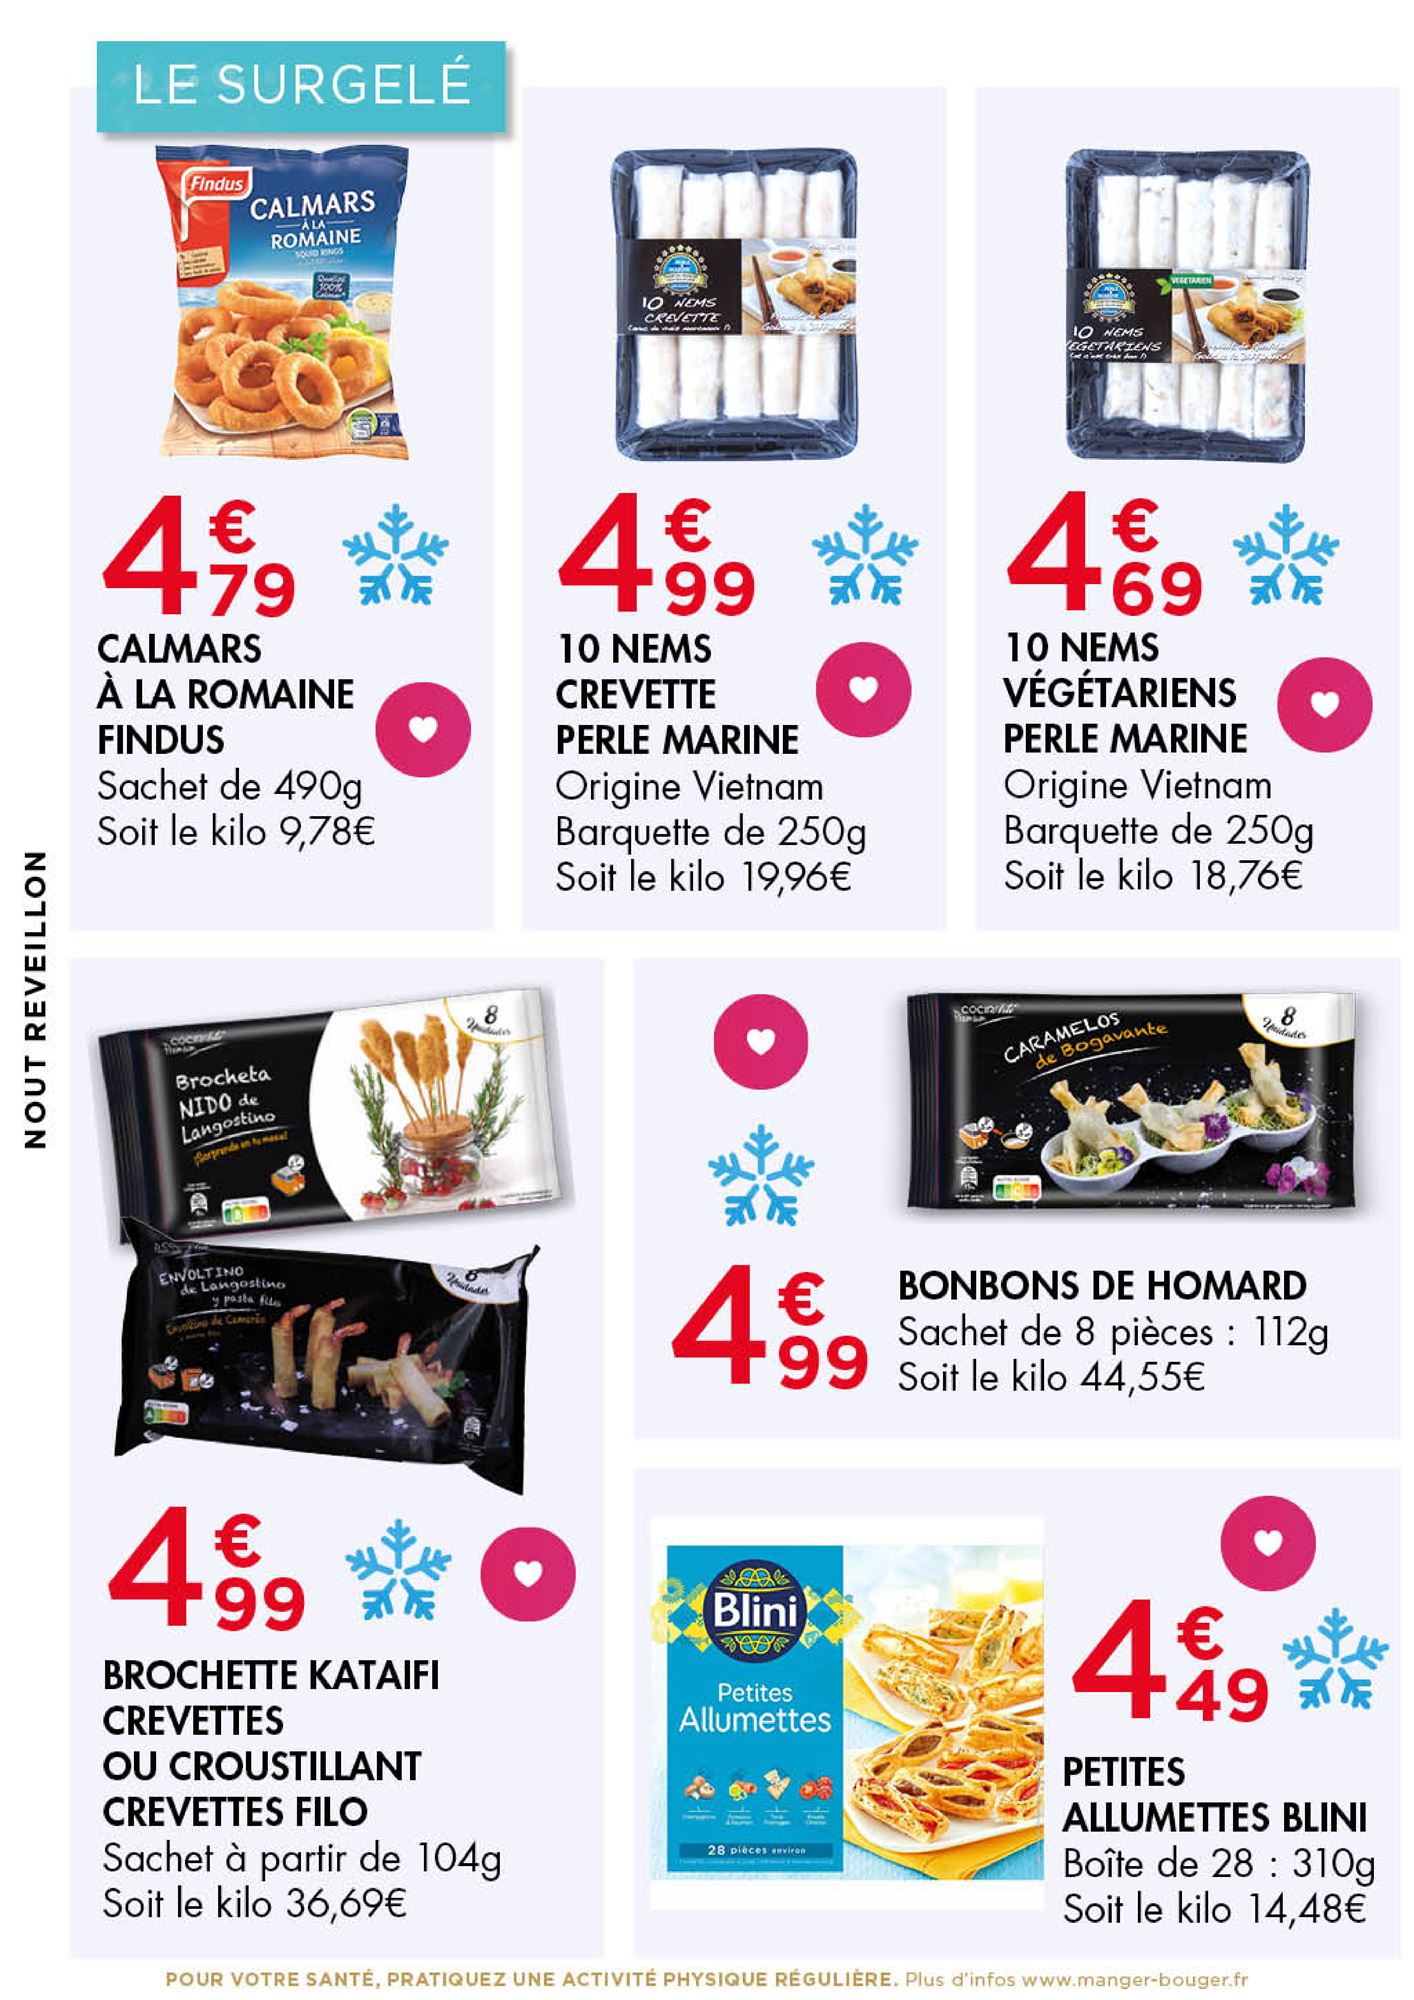 LE SURGELÉ
Findus
CALMARS
À LA
ROMAINE
SQUID RINGS
Qualité
100%
Calmar
10 NEMS
CREVETTE
VEGETARIEN
10 NEMS
VEGETARIENS
4€79
CALMARS
À LA ROMAINE
FINDUS
Sachet de 490g
Soit le kilo 9,78€
4€99
10 NEMS
CREVETTE
PERLE MARINE
Origine Vietnam
Barquette de 250g
Soit le kilo 19,96€
4€69
10 NEMS
VÉGÉTARIENS
PERLE MARINE
Origine Vietnam
Barquette de 250g
Soit le kilo 18,76€
NOUT REVEILLON
Brocheta
NIDO de
Langostino
¡Sorprende en tu mesa!
8
Unidades
ENVOLTINO
de Langostino
y pasta filo
8
Unidades
4€99
BROCHETTE KATAIFI
CREVETTES
OU CROUSTILLANT
CREVETTES FILO
Sachet à partir de 104g
Soit le kilo 36,69€
CARAMELOS
de Bogavante
8
Unidades
4€99
BONBONS DE HOMARD
Sachet de 8 pièces : 112g
Soit le kilo 44,55€
Blini
Petites
Allumettes
28 pièces environ
4€49
PETITES
ALLUMETTES BLINI
Boîte de 28 : 310g
Soit le kilo 14,48€
POUR VOTRE SANTÉ, PRATIQUEZ UNE ACTIVITÉ PHYSIQUE RÉGULIÈRE. Plus d'infos www.manger-bouger.fr